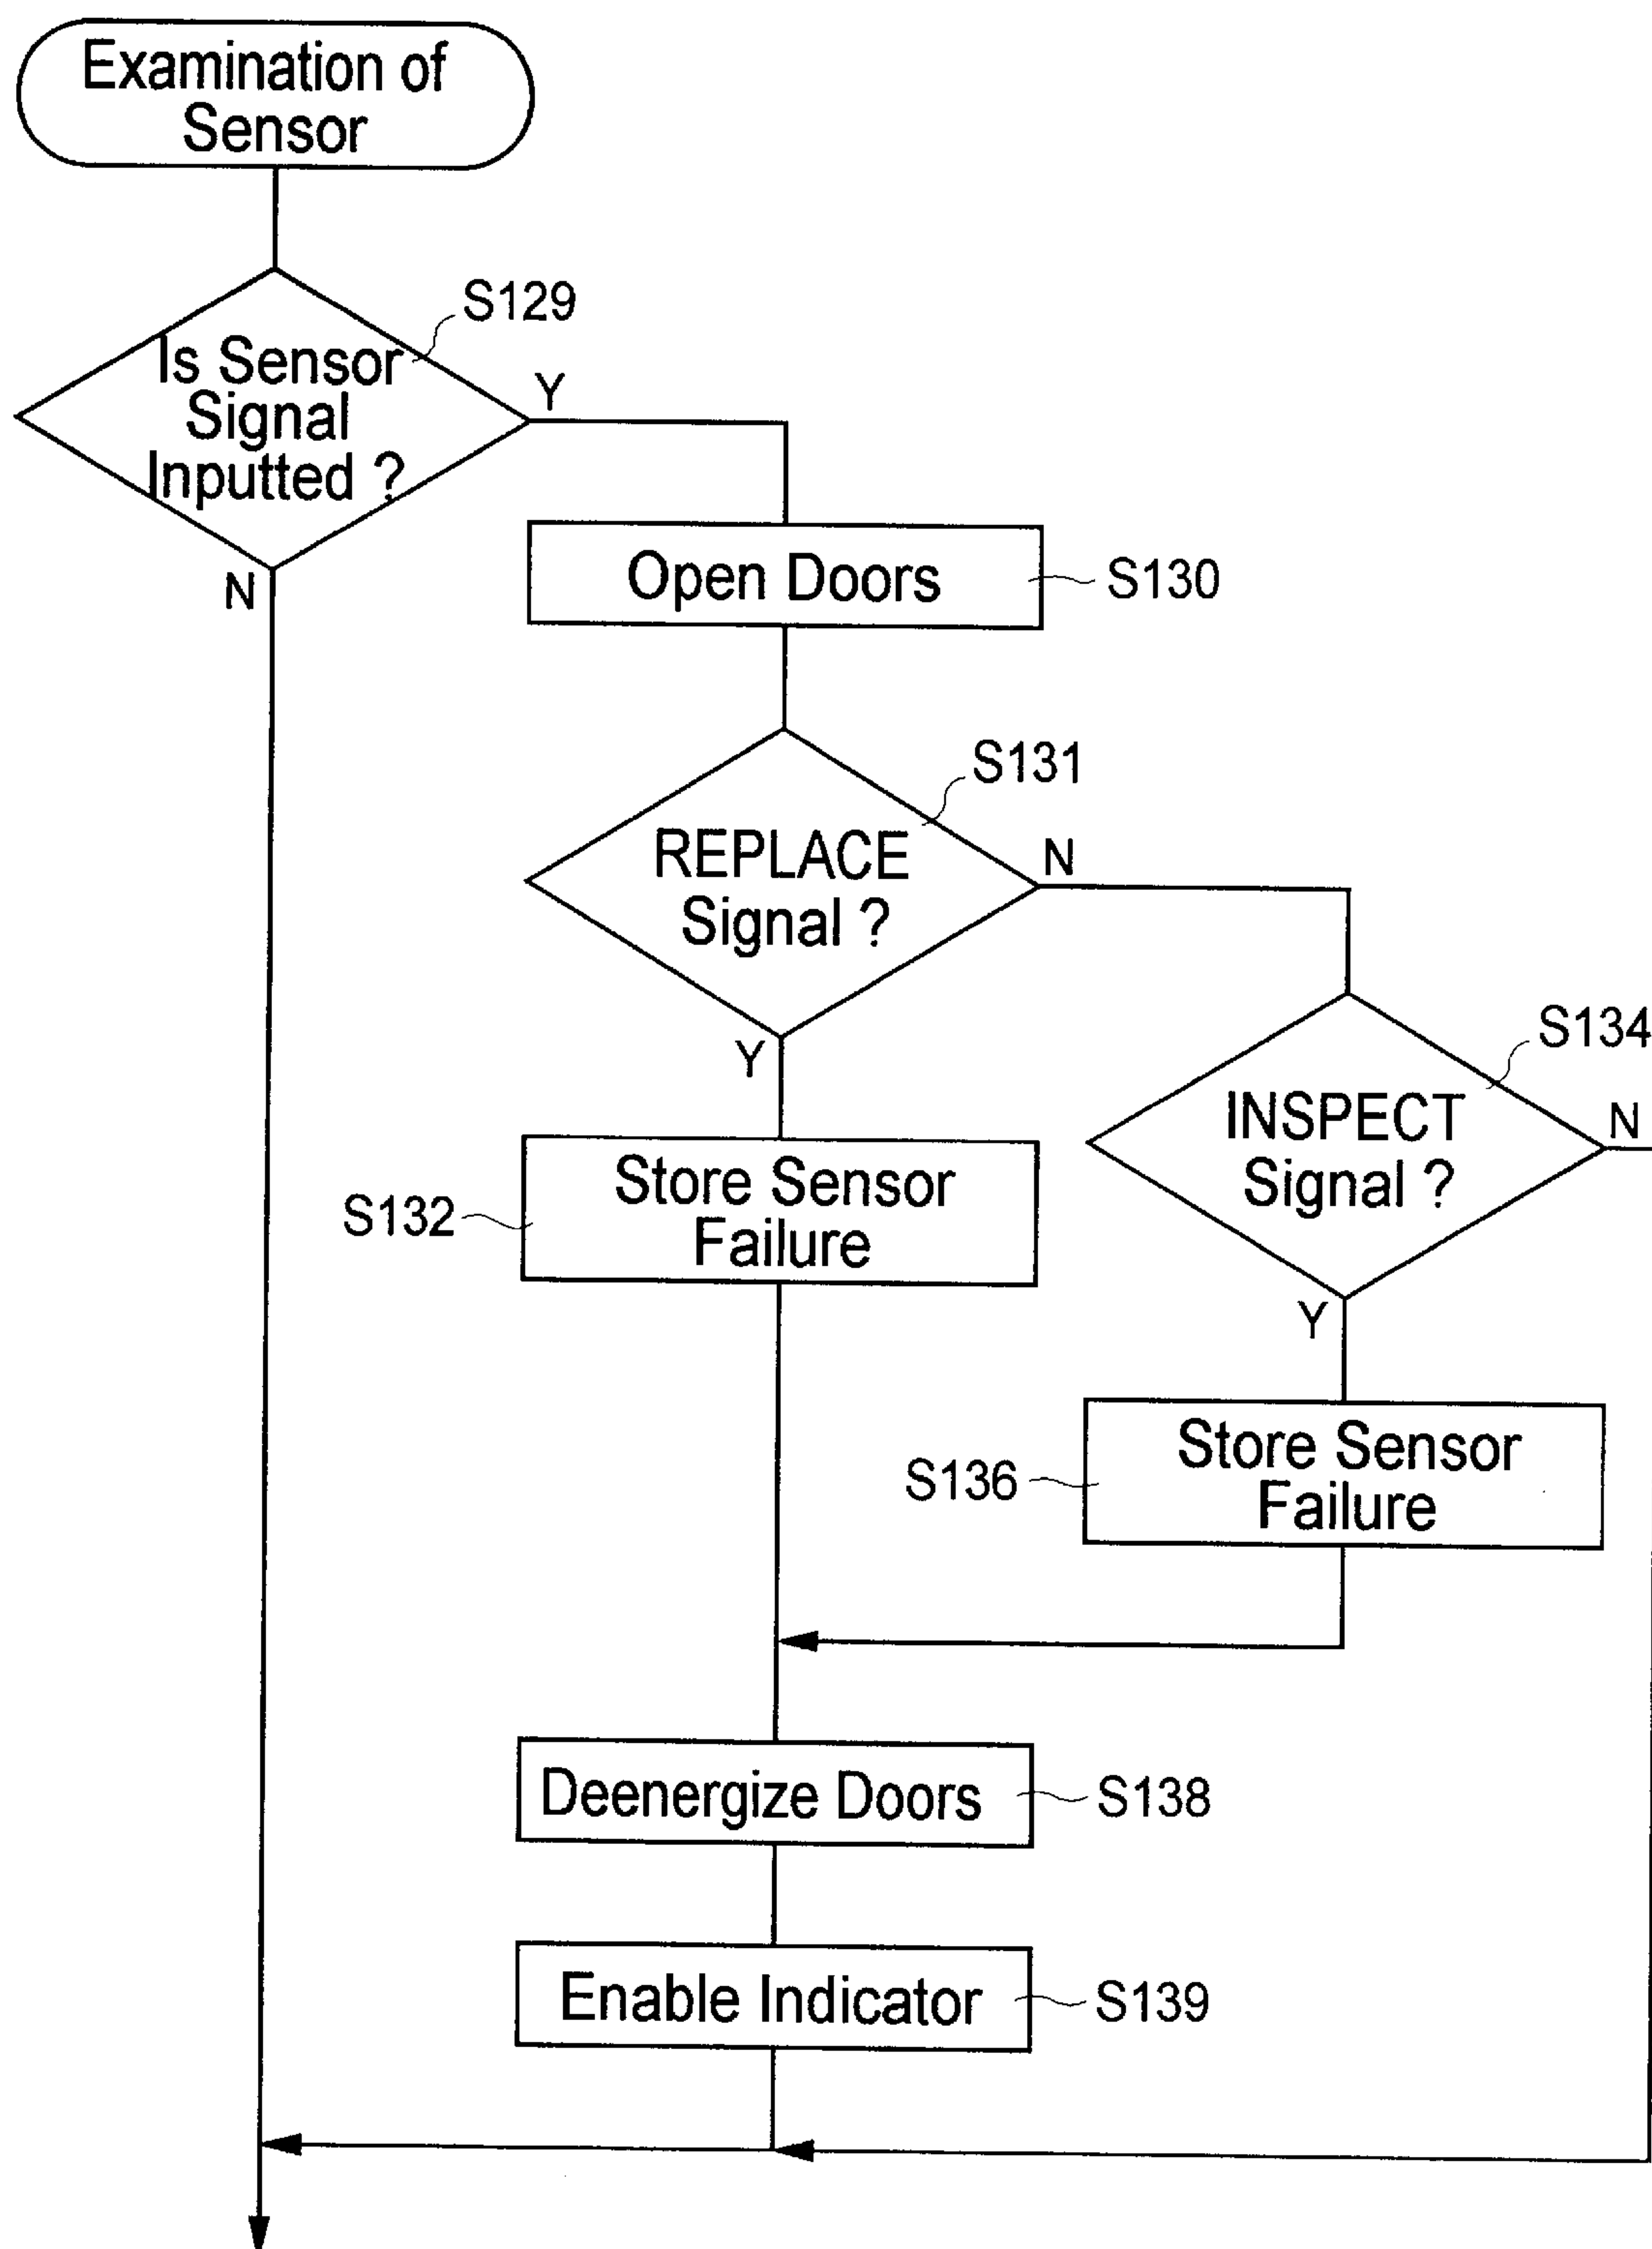 Examination of
Sensor
S129
Is Sensor
Signal
Inputted ?
Y
N
Open Doors
S130
S131
REPLACE
Signal ?
N
Y
S134
INSPECT
Signal ?
N
Y
Store Sensor
Failure
S132
Store Sensor
Failure
S136
Deenergize Doors
S138
Enable Indicator
S139